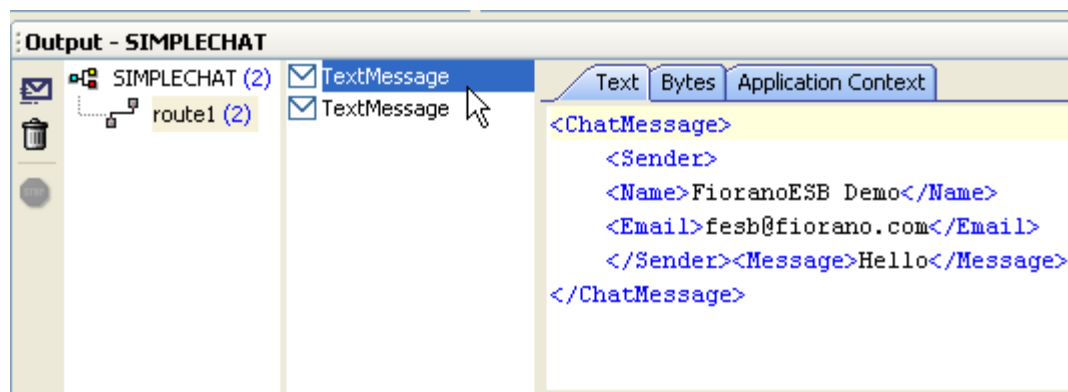 Output - SIMPLECHAT
SIMPLECHAT (2)
route1 (2)
TextMessage
TextMessage
Text Bytes Application Context
<ChatMessage>
<Sender>
<Name>FioranoESB Demo</Name>
<Email>fesb@fiorano.com</Email>
</Sender><Message>Hello</Message>
</ChatMessage>
STOP